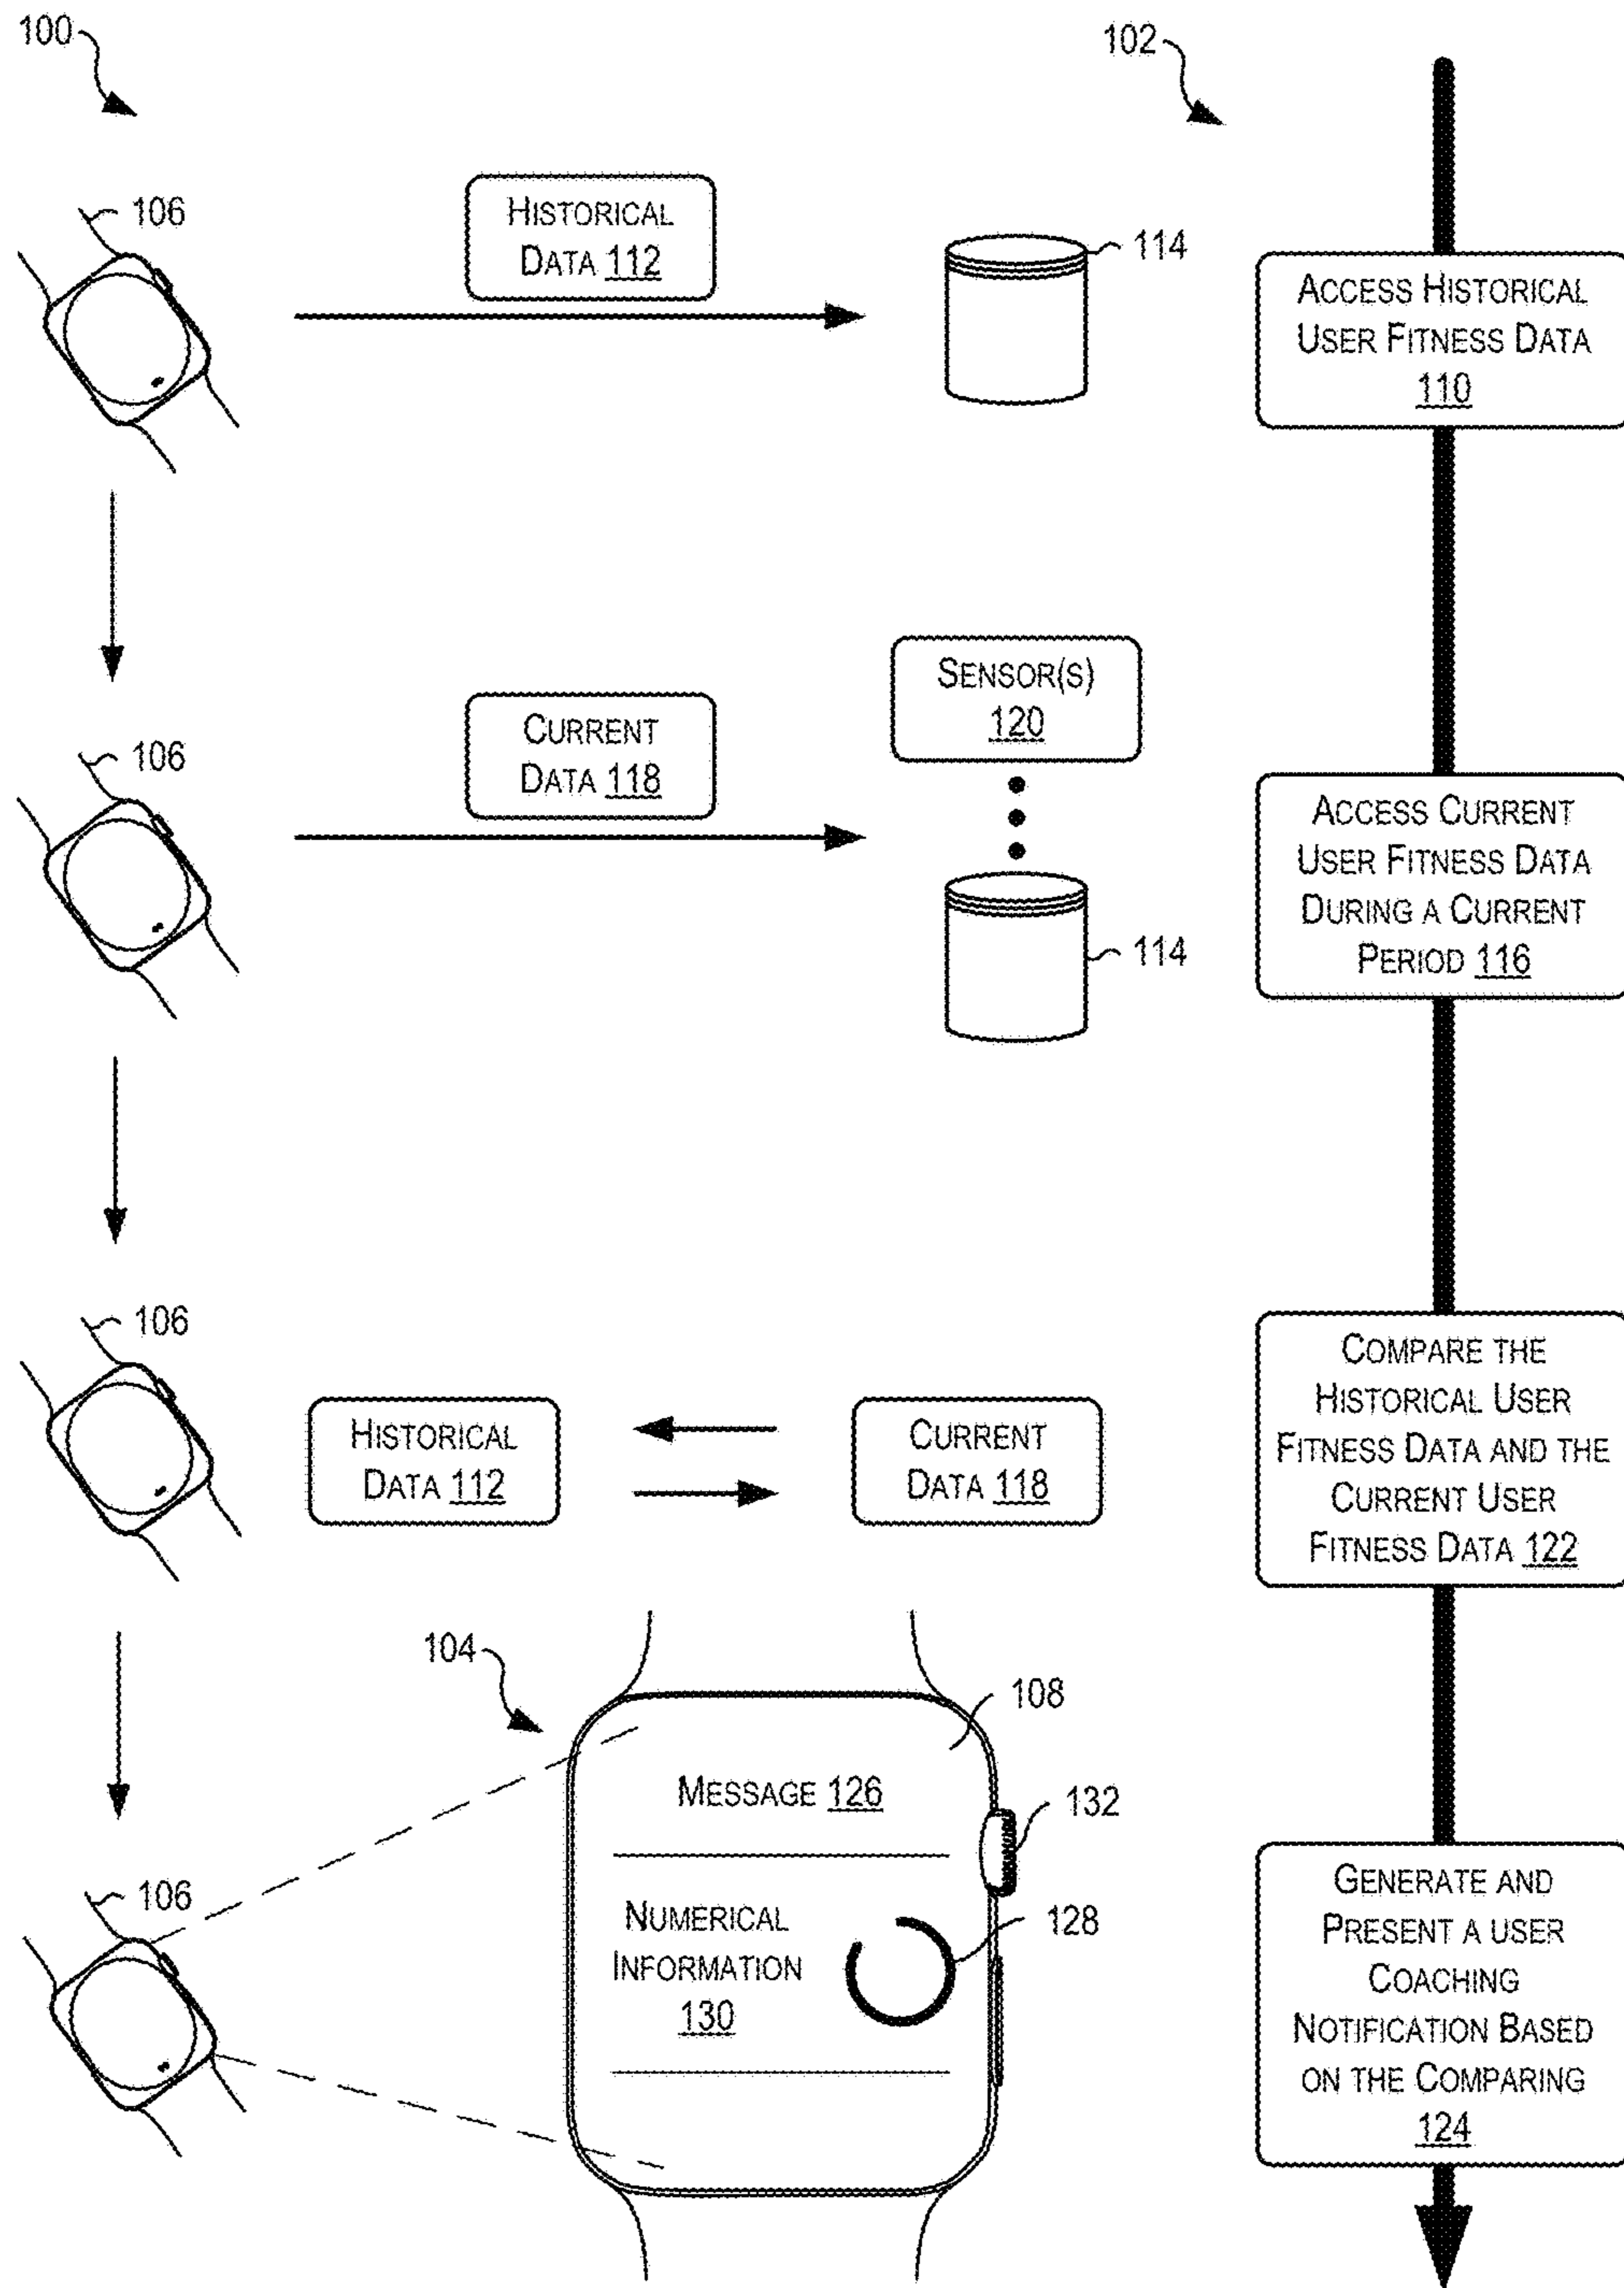 100
102
106
HISTORICAL
DATA 112
114
ACCESS HISTORICAL
USER FITNESS DATA
110
106
CURRENT
DATA 118
SENSOR(S)
120
114
ACCESS CURRENT
USER FITNESS DATA
DURING A CURRENT
PERIOD 116
106
HISTORICAL
DATA 112
CURRENT
DATA 118
COMPARE THE
HISTORICAL USER
FITNESS DATA AND THE
CURRENT USER
FITNESS DATA 122
104
108
MESSAGE 126
132
106
NUMERICAL
INFORMATION
130
128
GENERATE AND
PRESENT A USER
COACHING
NOTIFICATION BASED
ON THE COMPARING
124